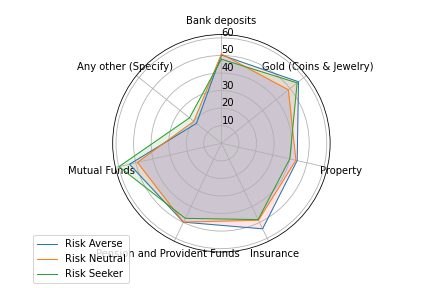 Bank deposits
60
50
40
30
20
10
Gold (Coins & Jewelry)
Any other (Specify)
Mutual Funds
Property
Pension and Provident Funds
Insurance
Risk Averse
Risk Neutral
Risk Seeker